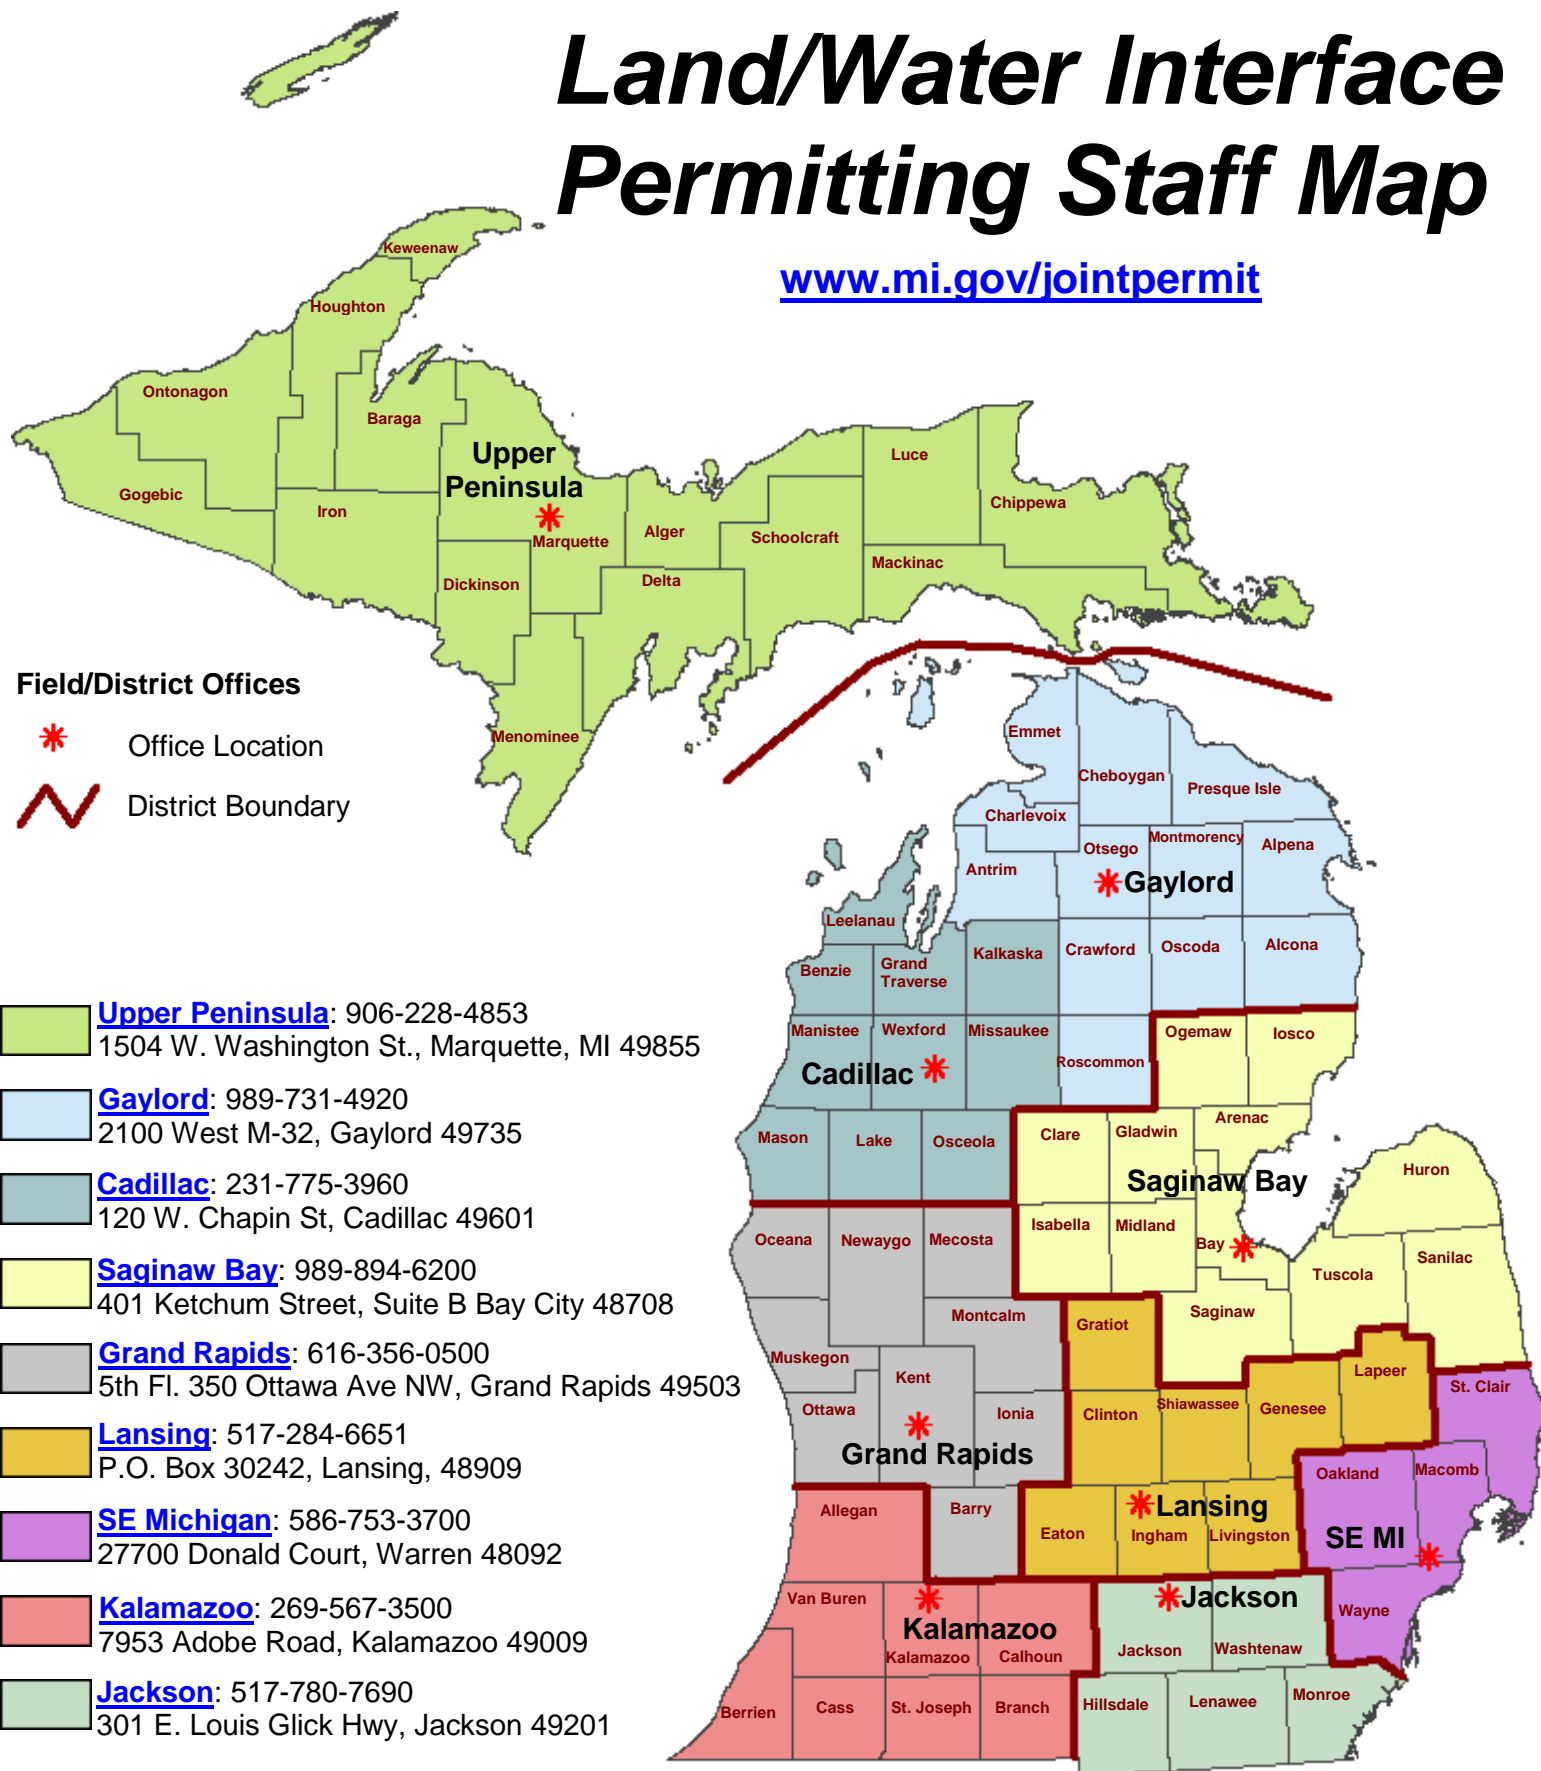 Land/Water Interface
Permitting Staff Map
www.mi.gov/jointpermit
Keweenaw
Houghton
Ontonagon
Baraga
Upper
Peninsula
Luce
Gogebic
Iron
Chippewa
Marquette
Alger
Schoolcraft
Mackinac
Dickinson
Delta
Menominee
Field/District Offices
Office Location
District Boundary
Emmet
Cheboygan
Presque Isle
Charlevoix
Otsego
Montmorency
Alpena
Antrim
Gaylord
Leelanau
Benzie
Grand
Traverse
Kalkaska
Crawford
Oscoda
Alcona
Manistee
Wexford
Missaukee
Roscommon
Ogemaw
Iosco
Cadillac
Mason
Lake
Osceola
Clare
Gladwin
Arenac
Saginaw Bay
Huron
Oceana
Newaygo
Mecosta
Isabella
Midland
Bay
Tuscola
Sanilac
Montcalm
Gratiot
Saginaw
Muskegon
Kent
Lapeer
St. Clair
Ottawa
Ionia
Clinton
Shiawassee
Genesee
Grand Rapids
Oakland
Macomb
Allegan
Barry
Eaton
Lansing
Ingham
Livingston
SE MI
Van Buren
Kalamazoo
Kalamazoo
Calhoun
Jackson
Jackson
Washtenaw
Wayne
Berrien
Cass
St. Joseph
Branch
Hillsdale
Lenawee
Monroe
Upper Peninsula: 906-228-4853
1504 W. Washington St., Marquette, MI 49855
Gaylord: 989-731-4920
2100 West M-32, Gaylord 49735
Cadillac: 231-775-3960
120 W. Chapin St, Cadillac 49601
Saginaw Bay: 989-894-6200
401 Ketchum Street, Suite B Bay City 48708
Grand Rapids: 616-356-0500
5th Fl. 350 Ottawa Ave NW, Grand Rapids 49503
Lansing: 517-284-6651
P.O. Box 30242, Lansing, 48909
SE Michigan: 586-753-3700
27700 Donald Court, Warren 48092
Kalamazoo: 269-567-3500
7953 Adobe Road, Kalamazoo 49009
Jackson: 517-780-7690
301 E. Louis Glick Hwy, Jackson 49201